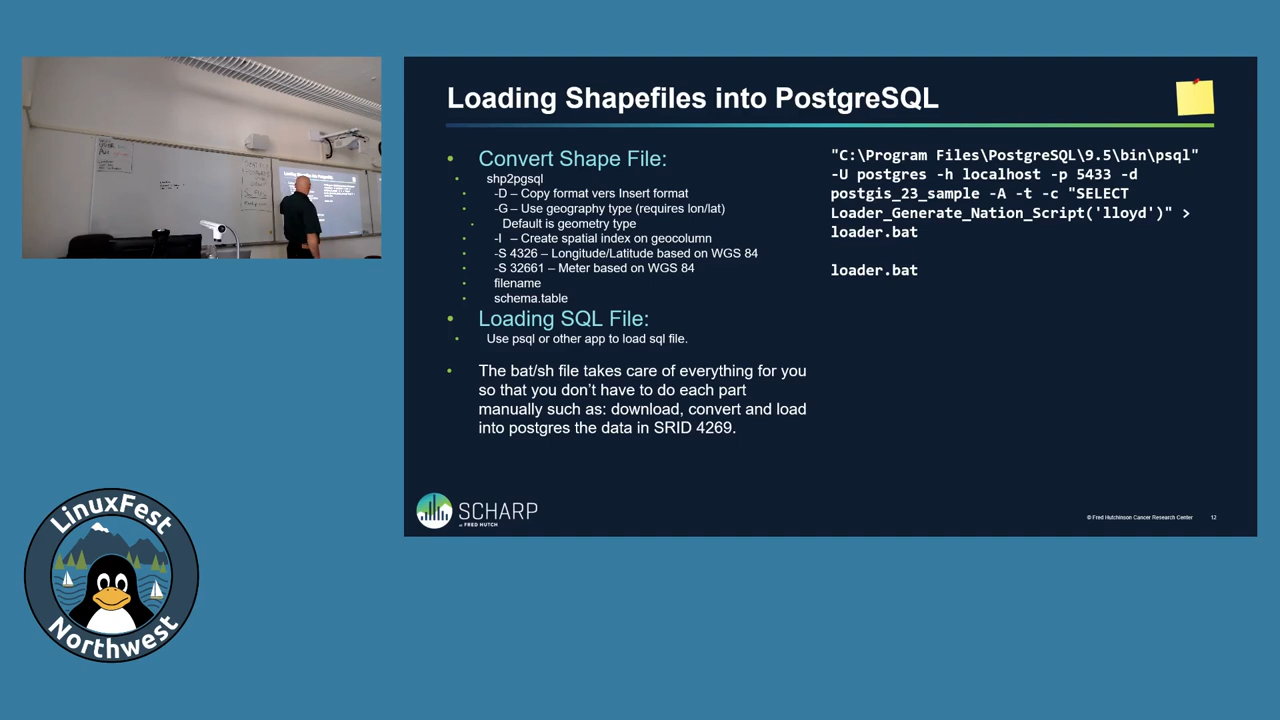 Loading Shapefiles into PostgreSQL
• Convert Shape File:
• shp2pgsql
• -D – Copy format vers Insert format
• -G – Use geography type (requires lon/lat)
• Default is geometry type
• -I – Create spatial index on geocolumn
• -S 4326 – Longitude/Latitude based on WGS 84
• -S 32661 – Meter based on WGS 84
• filename
• schema.table
• Loading SQL File:
• Use psql or other app to load sql file.
• The bat/sh file takes care of everything for you
so that you don’t have to do each part
manually such as: download, convert and load
into postgres the data in SRID 4269.
"C:\Program Files\PostgreSQL\9.5\bin\psql"
-U postgres -h localhost -p 5433 -d
postgis_23_sample -A -t -c "SELECT
Loader_Generate_Nation_Script('lloyd')" >
loader.bat
loader.bat
SCHARP
at FRED HUTCH
© Fred Hutchinson Cancer Research Center 12
LinuxFest
Northwest